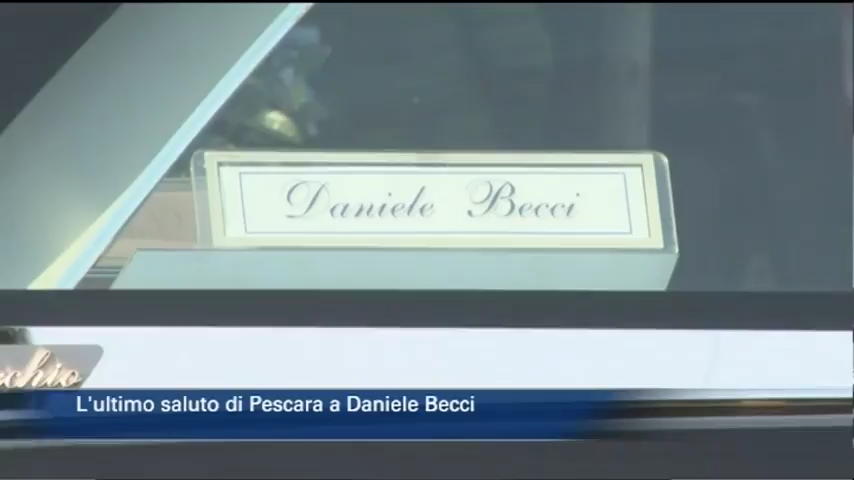 Daniele Becci
L'ultimo saluto di Pescara a Daniele Becci